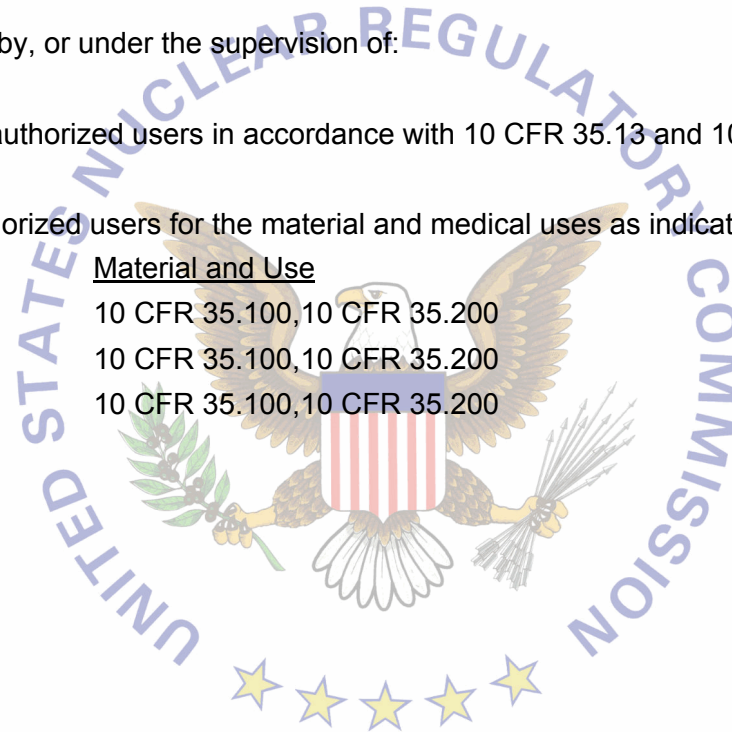 by, or under the supervision of:
authorized users in accordance with 10 CFR 35.13 and 10
orized users for the material and medical uses as indicat
Material and Use
10 CFR 35.100,10 CFR 35.200
10 CFR 35.100,10 CFR 35.200
10 CFR 35.100,10 CFR 35.200
UNITED STATES NUCLEAR REGULATORY COMMISSION